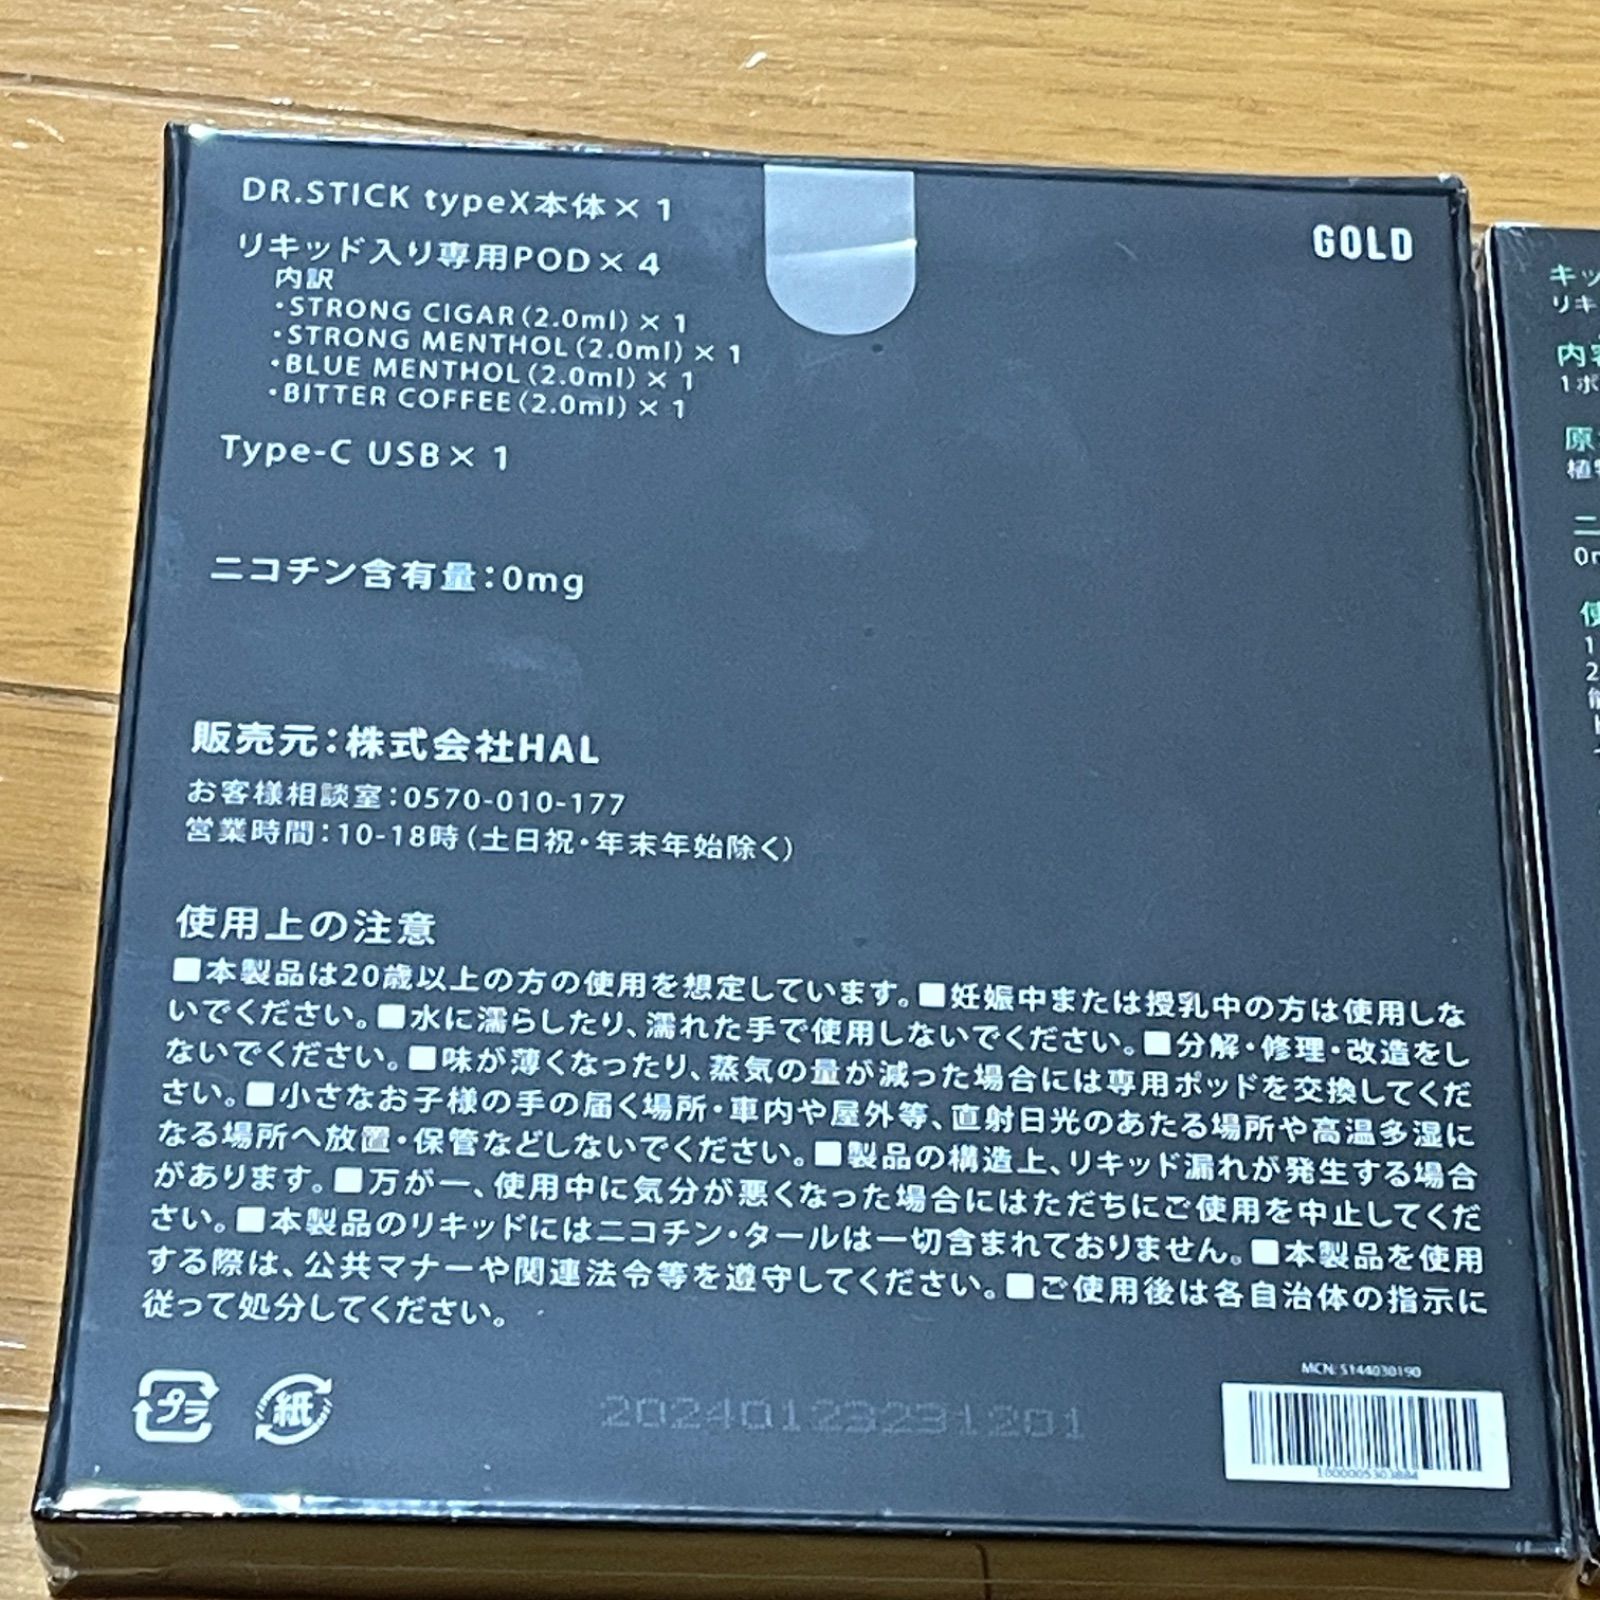 DR.STICK typeX本体×1
GOLD
リキッド入り専用POD×4
内訳
・STRONG CIGAR(2.0ml)×1
・STRONG MENTHOL(2.0ml)×1
・BLUE MENTHOL(2.0ml)×1
・BITTER COFFEE(2.0ml)×1
Type-C USB×1
ニコチン含有量:0mg
販売元:株式会社HAL
お客様相談室:0570-010-177
営業時間:10-18時(土日祝・年末年始除く)
使用上の注意
■本製品は20歳以上の方の使用を想定しています。■妊娠中または授乳中の方は使用しな
いでください。■水に濡らしたり、濡れた手で使用しないでください。■分解・修理・改造をし
ないでください。■味が薄くなったり、蒸気の量が減った場合には専用ポッドを交換してくだ
さい。■小さなお子様の手の届く場所・車内や屋外等、直射日光のあたる場所や高温多湿に
なる場所へ放置・保管などしないでください。■製品の構造上、リキッド漏れが発生する場合
があります。■万が一、使用中に気分が悪くなった場合にはただちにご使用を中止してくだ
さい。■本製品のリキッドにはニコチン・タールは一切含まれておりません。■本製品を使用
する際は、公共マナーや関連法令等を遵守してください。■ご使用後は各自治体の指示に
従って処分してください。
プラ
紙
20240123231201
MCN: S144030190
1000005303884
キッ
リキ
内容
1ポ
原
植
ニ
0m
使
1
2